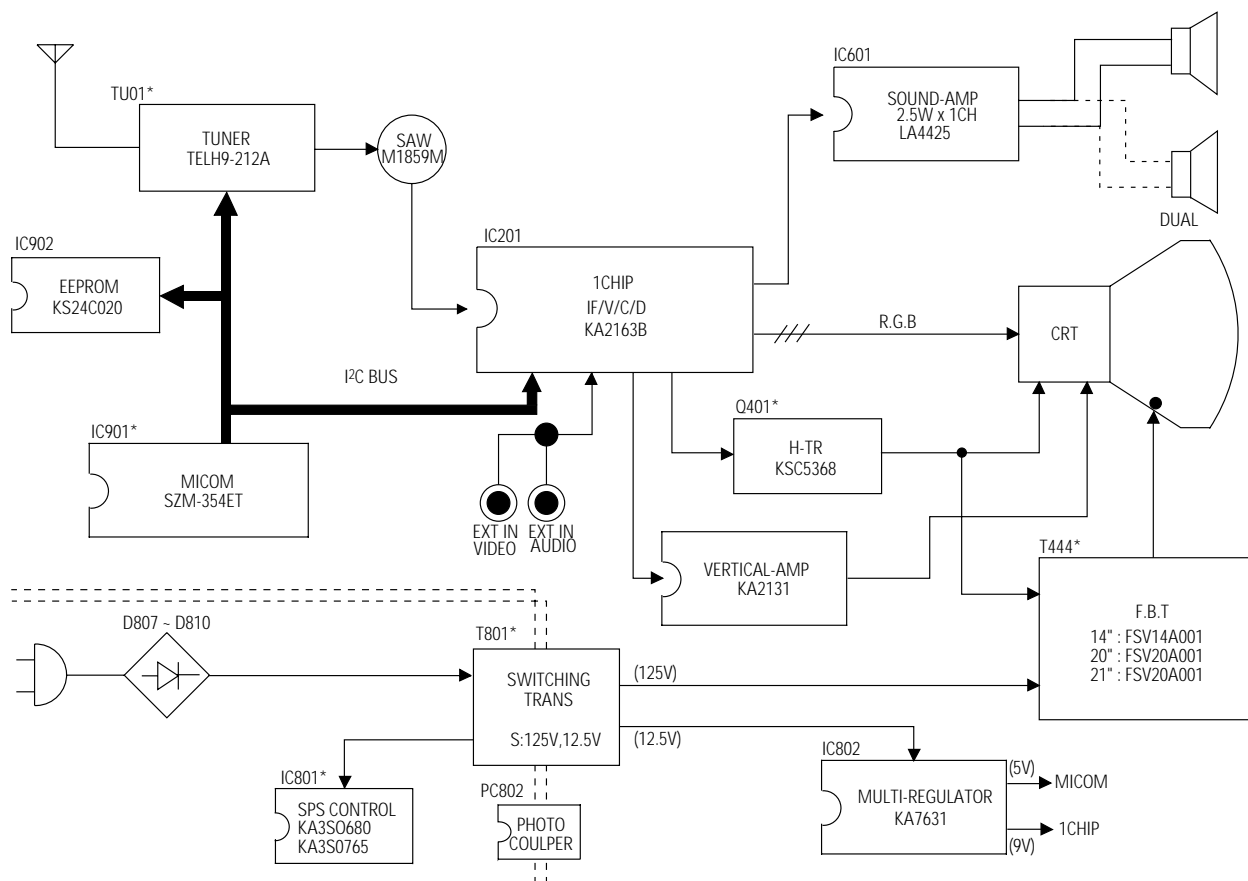 IC601
SOUND-AMP
2.5W x 1CH
LA4425
DUAL
TU01*
TUNER
TELH9-212A
SAW
M1859M
IC902
EEPROM
KS24C020
IC201
1CHIP
IF/V/C/D
KA2163B
R.G.B
CRT
I²C BUS
IC901*
MICOM
SZM-354ET
EXT IN
VIDEO
EXT IN
AUDIO
Q401*
H-TR
KSC5368
VERTICAL-AMP
KA2131
T444*
F.B.T
14" : FSV14A001
20" : FSV20A001
21" : FSV20A001
D807 ~ D810
T801*
SWITCHING
TRANS
S:125V,12.5V
(125V)
(12.5V)
IC801*
SPS CONTROL
KA3SO680
KA3S0765
PC802
PHOTO
COULPER
IC802
MULTI-REGULATOR
KA7631
(5V)
MICOM
1CHIP
(9V)